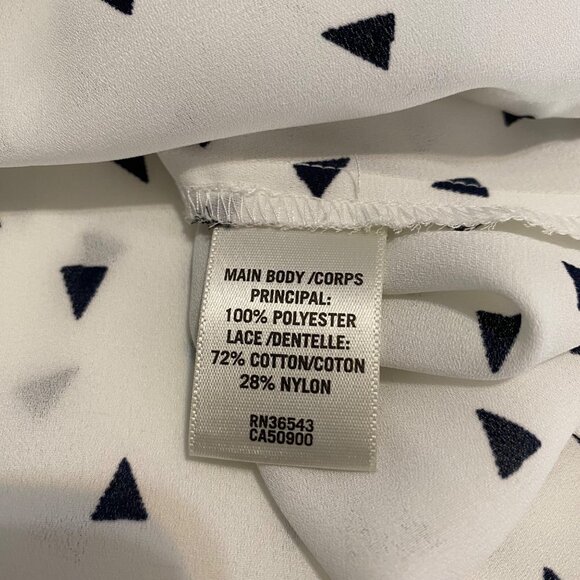 MAIN BODY /CORPS
PRINCIPAL:
100% POLYESTER
LACE /DENTELLE:
72% COTTON/COTON
28% NYLON
RN36543
CA50900